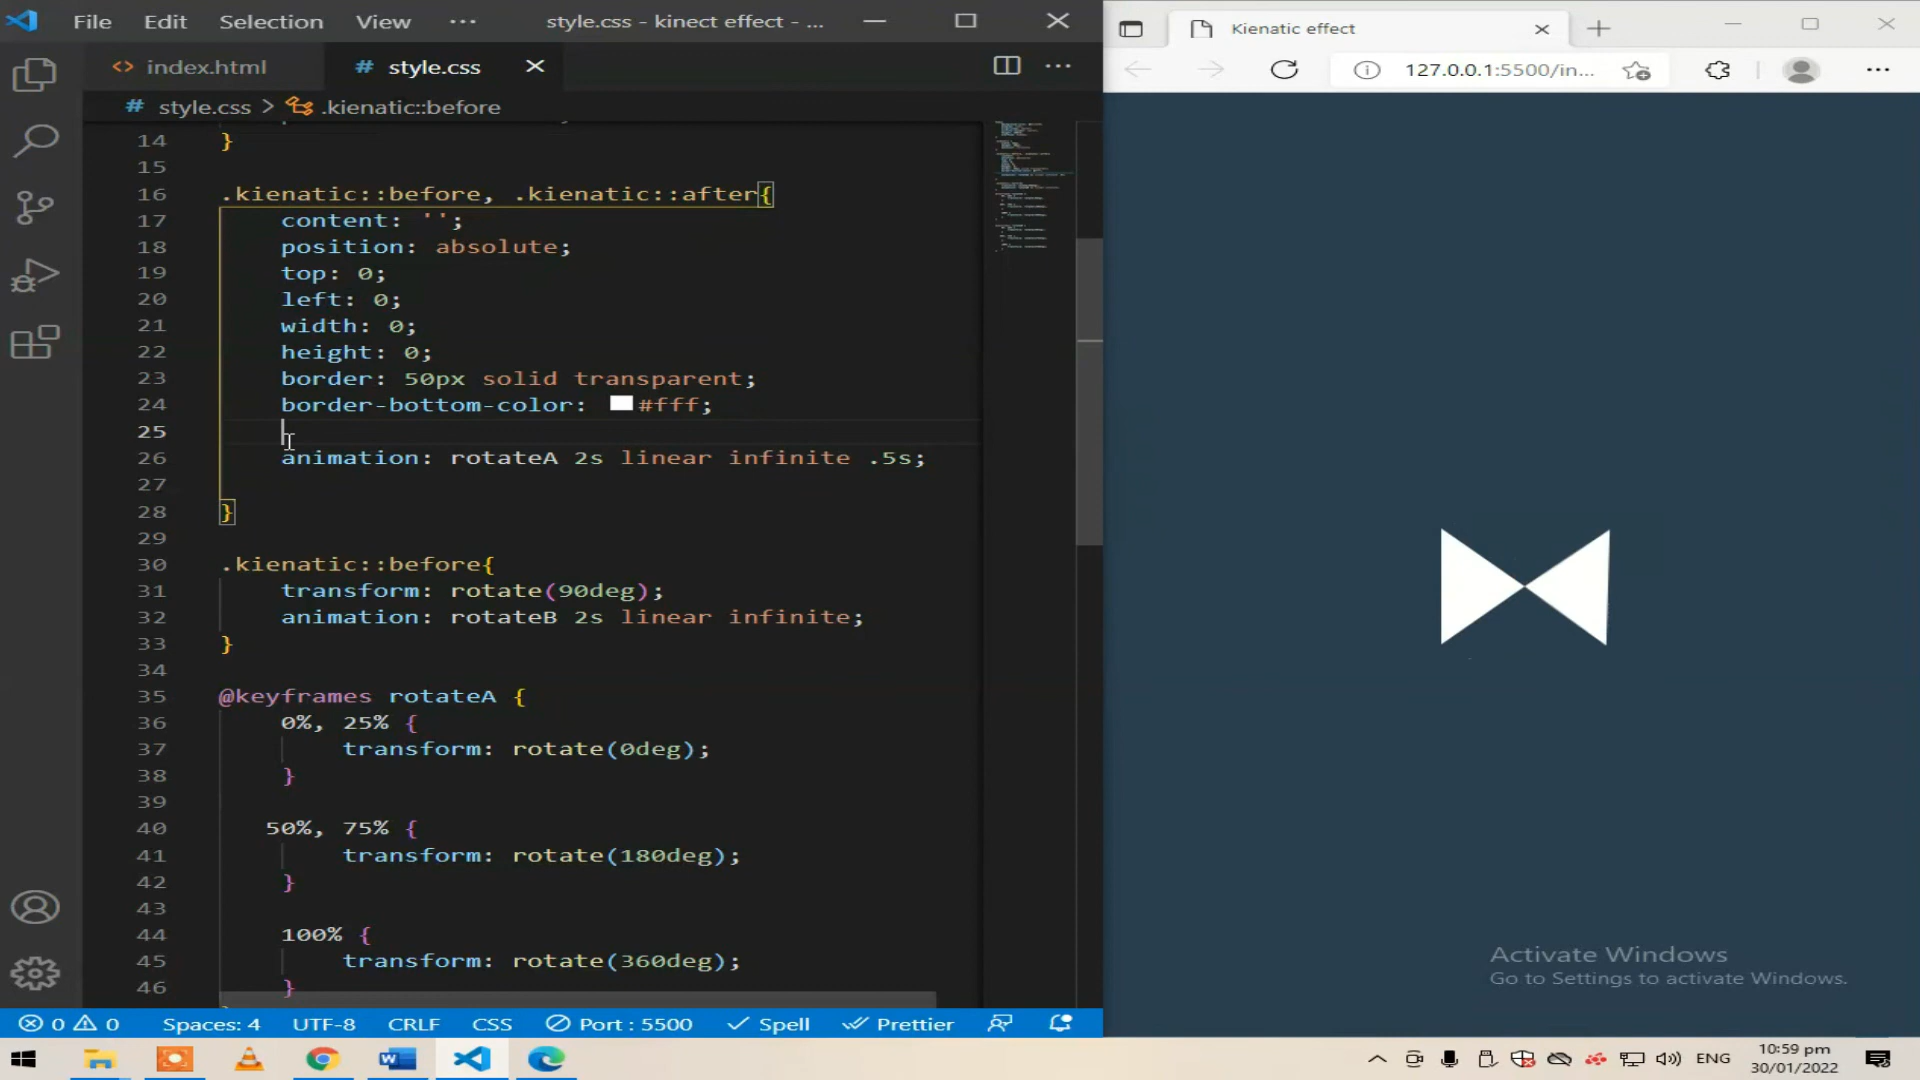 File Edit Selection View ··· style.css - kinect effect - ...
index.html style.css
style.css > .kienatic::before
14 }
15
16 .kienatic::before, .kienatic::after{
17 content: '';
18 position: absolute;
19 top: 0;
20 left: 0;
21 width: 0;
22 height: 0;
23 border: 50px solid transparent;
24 border-bottom-color: #fff;
25
26 animation: rotateA 2s linear infinite .5s;
27
28 }
29
30 .kienatic::before{
31 transform: rotate(90deg);
32 animation: rotateB 2s linear infinite;
33 }
34
35 @keyframes rotateA {
36 0%, 25% {
37 transform: rotate(0deg);
38 }
39
40 50%, 75% {
41 transform: rotate(180deg);
42 }
43
44 100% {
45 transform: rotate(360deg);
46 }
0 0 Spaces: 4 UTF-8 CRLF CSS Port : 5500 Spell Prettier
Kienatic effect
127.0.0.1:5500/in...
Activate Windows
Go to Settings to activate Windows.
ENG
10:59 pm
30/01/2022